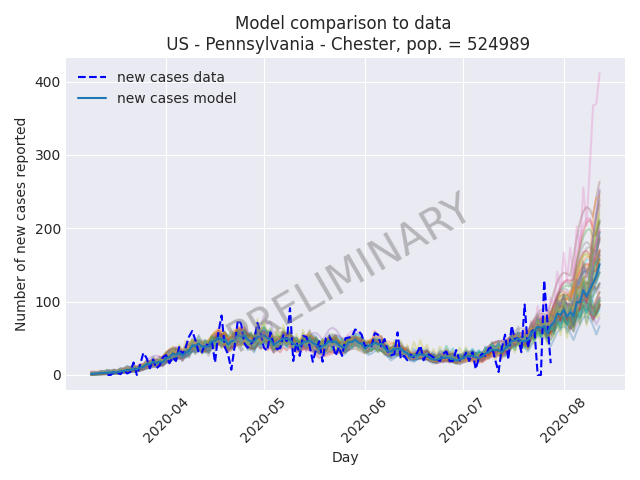 Model comparison to data
US - Pennsylvania - Chester, pop. = 524989
new cases data
new cases model
PRELIMINARY
Number of new cases reported
400
300
200
100
0
2020-04
2020-05
2020-06
2020-07
2020-08
Day